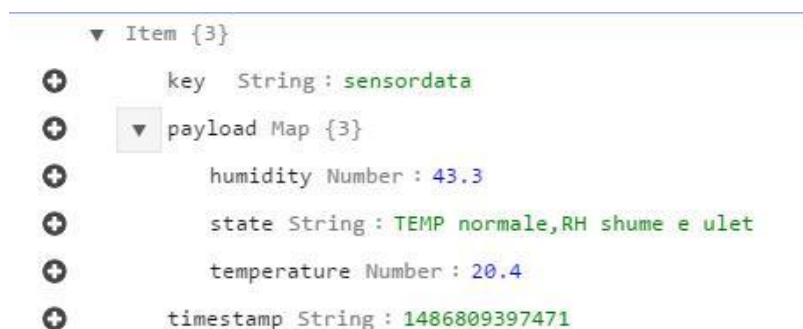 Item {3}
key String : sensordata
payload Map {3}
humidity Number : 43.3
state String : TEMP normale,RH shume e ulet
temperature Number : 20.4
timestamp String : 1486809397471